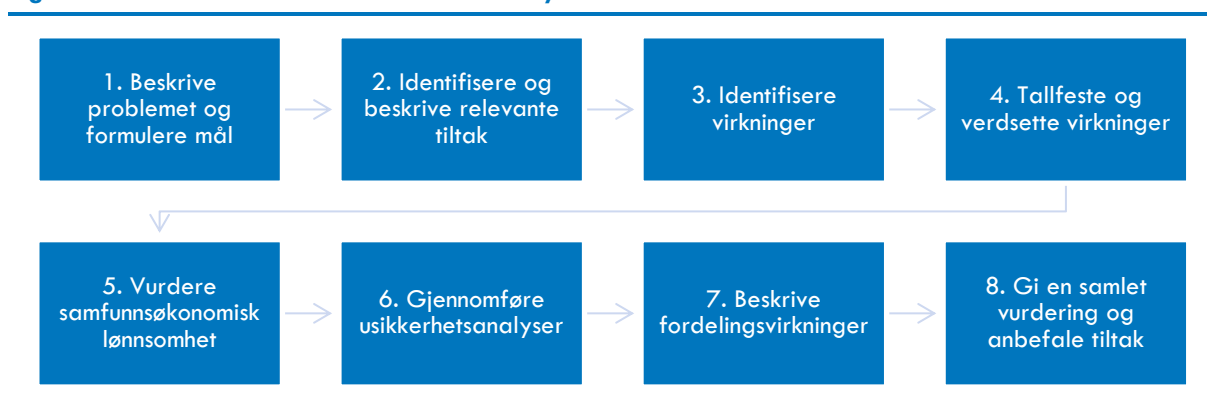 1. Beskrive
problemet og
formulere mål
2. Identifisere og
beskrive relevante
tiltak
3. Identifisere
virkninger
4. Tallfeste og
verdsette virkninger
5. Vurdere
samfunnsøkonomisk
lønnsomhet
6. Gjennomføre
usikkerhetsanalyser
7. Beskrive
fordelingsvirkninger
8. Gi en samlet
vurdering og
anbefale tiltak